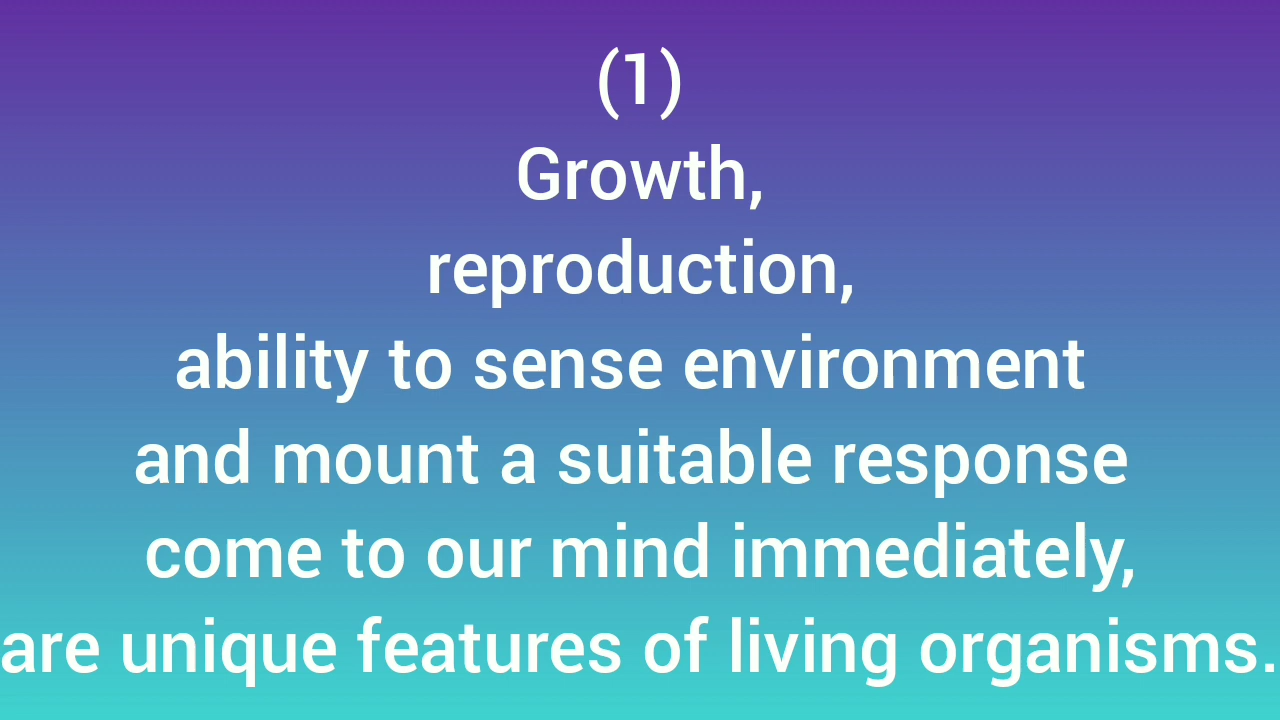 (1)
Growth,
reproduction,
ability to sense environment
and mount a suitable response
come to our mind immediately,
are unique features of living organisms.